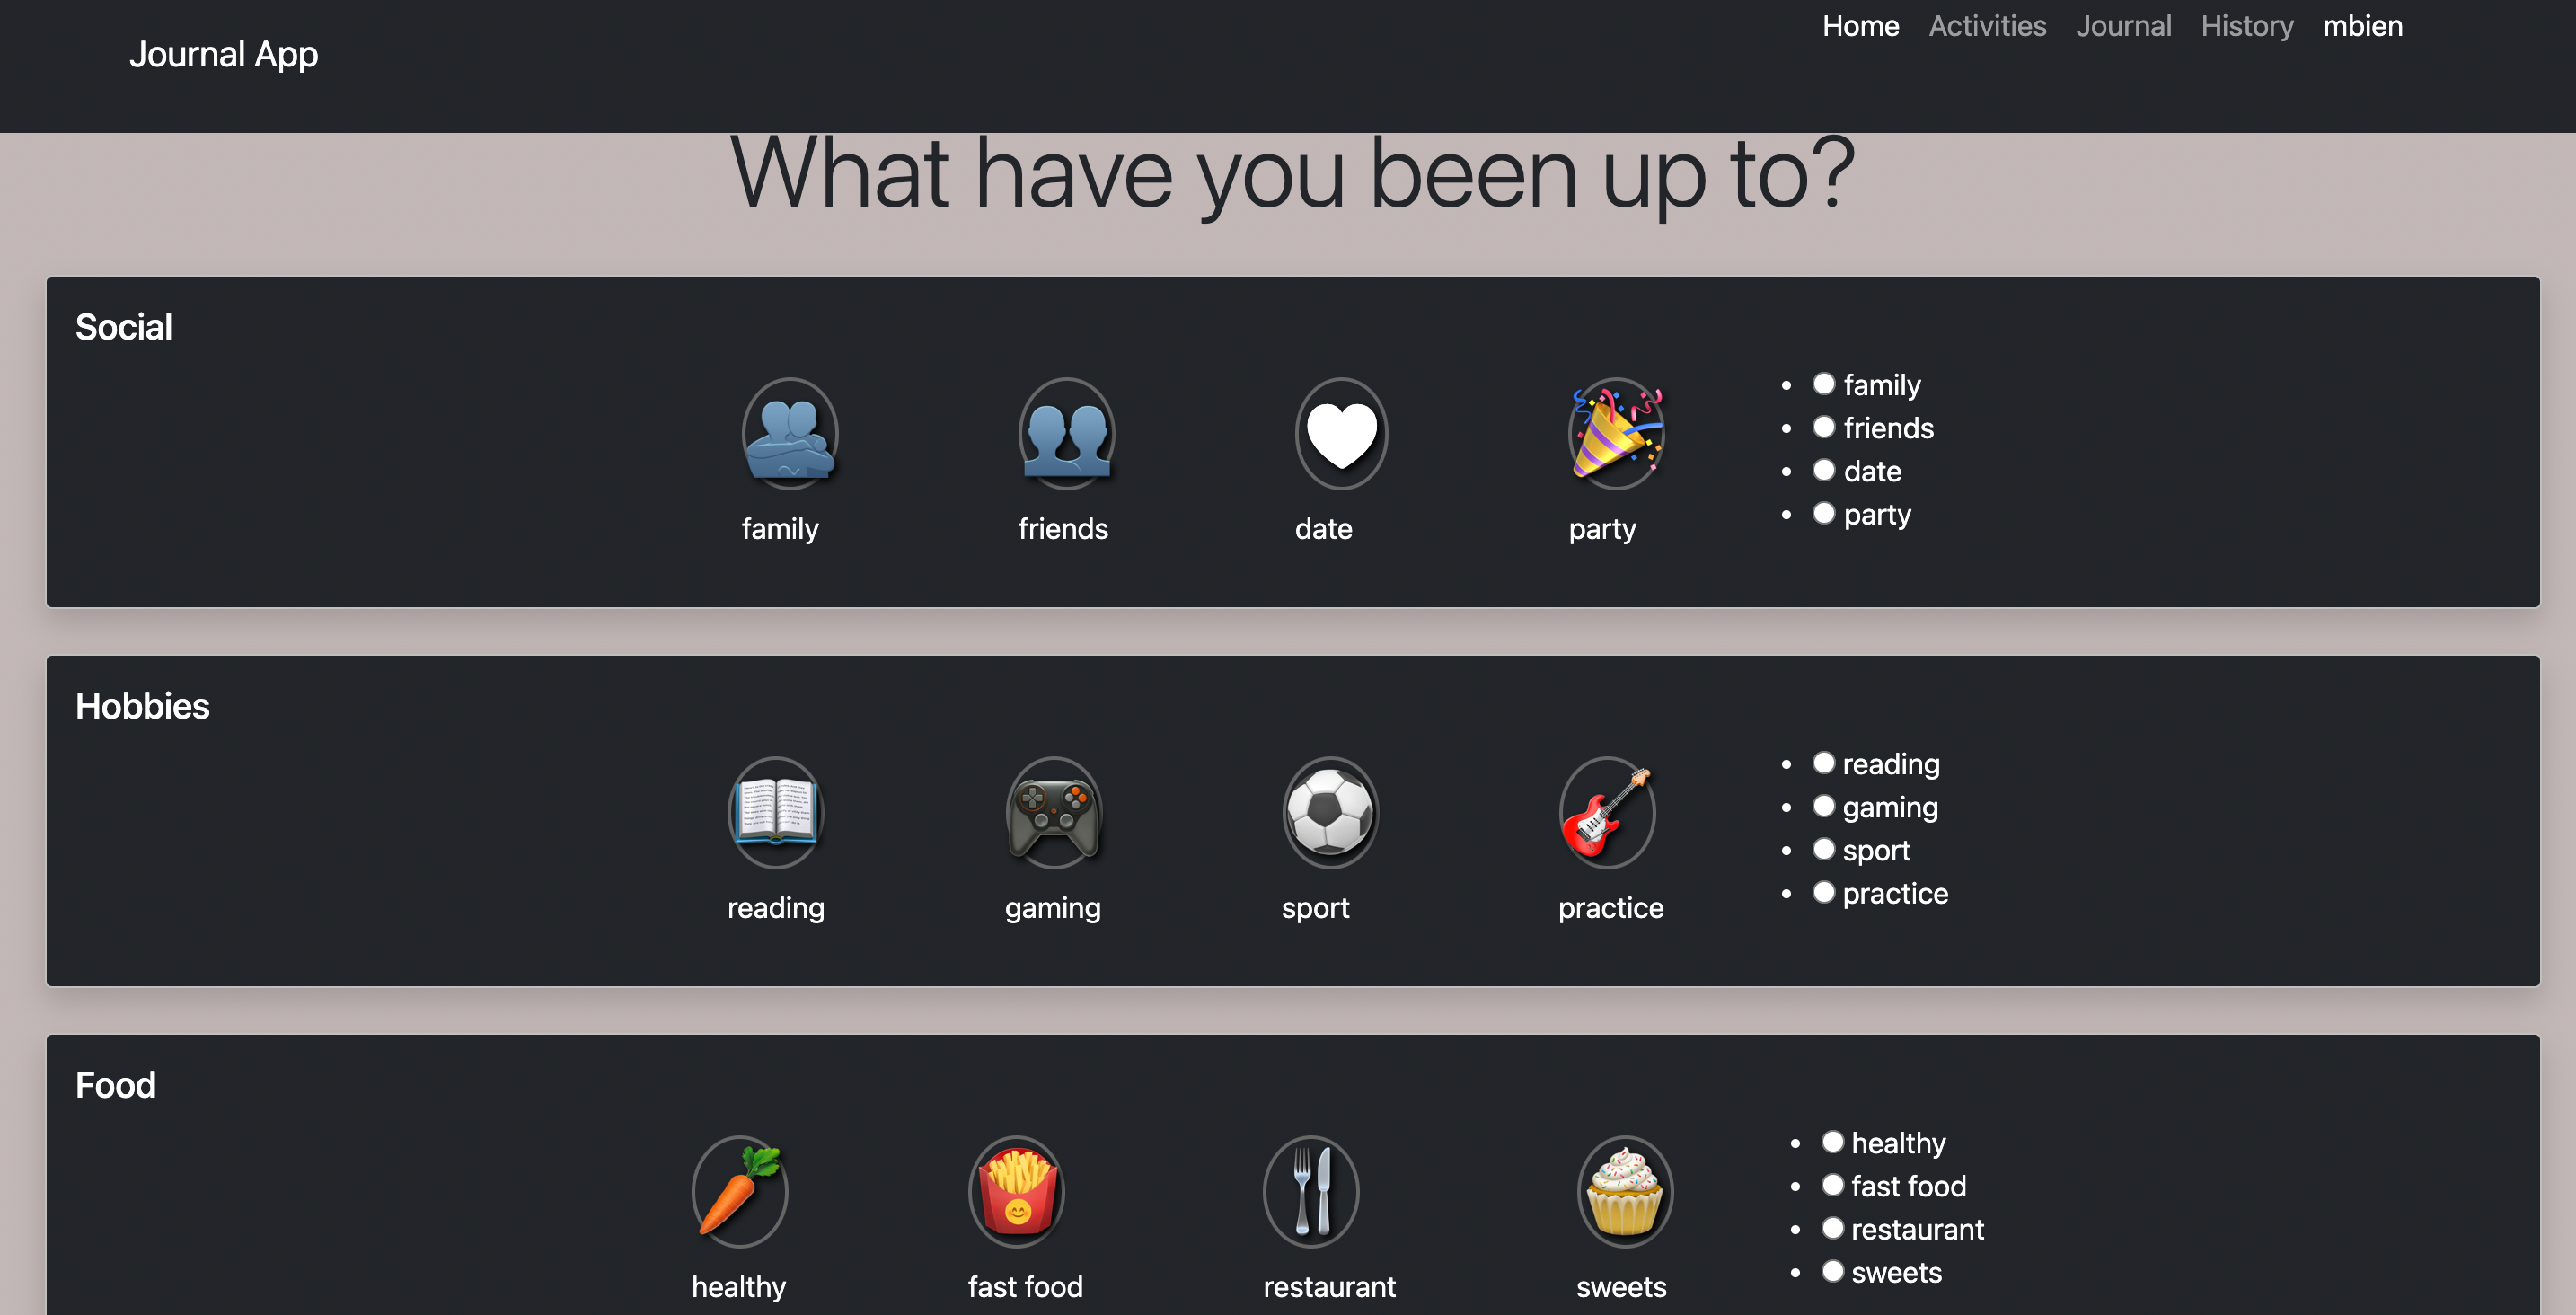 Journal App
Home Activities Journal History mbien
What have you been up to?
Social
family friends date party
family
friends
date
party
Hobbies
reading gaming sport practice
reading
gaming
sport
practice
Food
healthy fast food restaurant sweets
healthy
fast food
restaurant
sweets